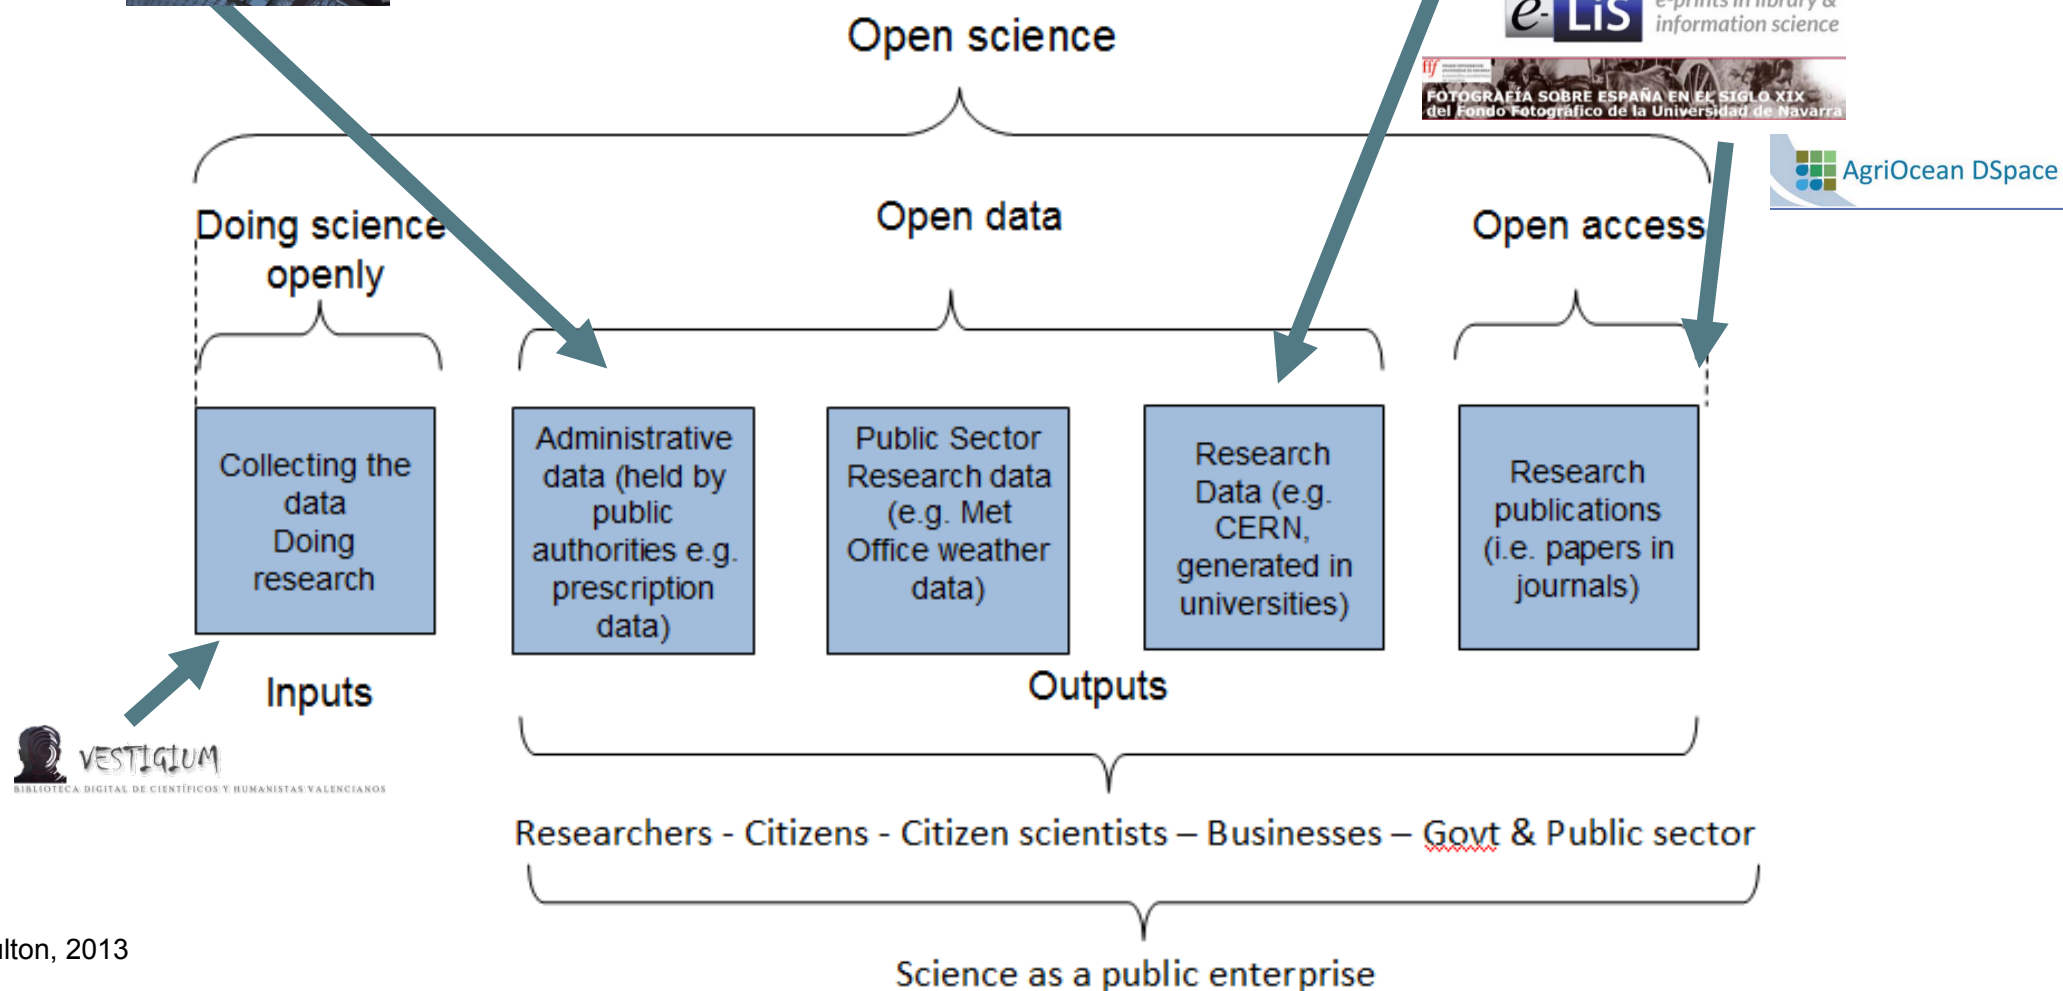 Open science
e-prints in library &
information science
e-LiS
FOTOGRAFÍA SOBRE ESPAÑA EN EL SIGLO XIX
del Fondo Fotográfico de la Universidad de Navarra
AgriOcean DSpace
Doing science
openly
Open data
Open access
Collecting the
data
Doing
research
Administrative
data (held by
public
authorities e.g.
prescription
data)
Public Sector
Research data
(e.g. Met
Office weather
data)
Research
Data (e.g.
CERN,
generated in
universities)
Research
publications
(i.e. papers in
journals)
Inputs
Outputs
VESTIGIUM
BIBLIOTECA DIGITAL DE CIENTÍFICOS Y HUMANISTAS VALENCIANOS
Researchers - Citizens - Citizen scientists – Businesses – Govt & Public sector
lton, 2013
Science as a public enterprise